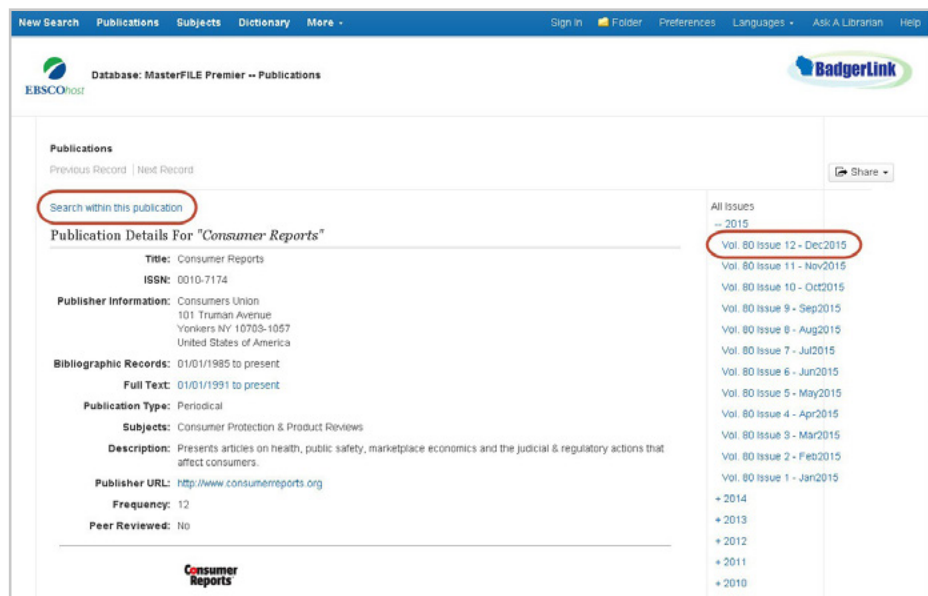 New Search Publications Subjects Dictionary More
Sign In Folder Preferences Languages Ask A Librarian Help
EBSCOhost
Database: MasterFILE Premier -- Publications
BadgerLink
Publications
Previous Record | Next Record
Share
Search within this publication
Publication Details For "Consumer Reports"
Title: Consumer Reports
ISSN: 0010-7174
Publisher Information: Consumers Union
101 Truman Avenue
Yonkers NY 10703-1057
United States of America
Bibliographic Records: 01/01/1985 to present
Full Text: 01/01/1991 to present
Publication Type: Periodical
Subjects: Consumer Protection & Product Reviews
Description: Presents articles on health, public safety, marketplace economics and the judicial & regulatory actions that
affect consumers.
Publisher URL: http://www.consumerreports.org
Frequency: 12
Peer Reviewed: No
Consumer
Reports
All Issues
-- 2015
Vol. 80 Issue 12 - Dec2015
Vol. 80 Issue 11 - Nov2015
Vol. 80 Issue 10 - Oct2015
Vol. 80 Issue 9 - Sep2015
Vol. 80 Issue 8 - Aug2015
Vol. 80 Issue 7 - Jul2015
Vol. 80 Issue 6 - Jun2015
Vol. 80 Issue 5 - May2015
Vol. 80 Issue 4 - Apr2015
Vol. 80 Issue 3 - Mar2015
Vol. 80 Issue 2 - Feb2015
Vol. 80 Issue 1 - Jan2015
+ 2014
+ 2013
+ 2012
+ 2011
+ 2010